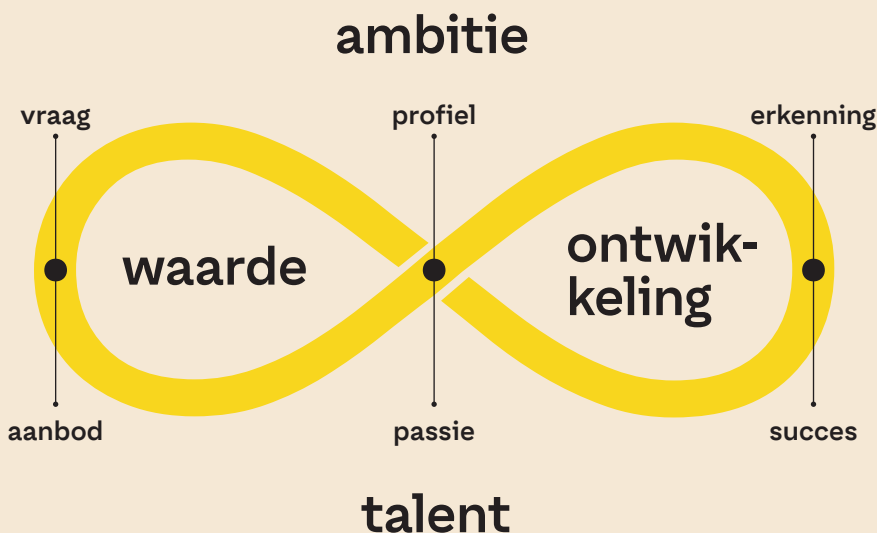 ambitie
vraag
profiel
erkenning
waarde
ontwik-
keling
aanbod
passie
succes
talent